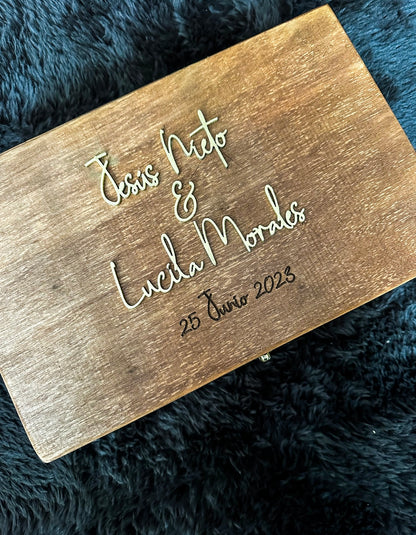 Jesús Nieto
&
Lucila Morales
25 Junio 2023